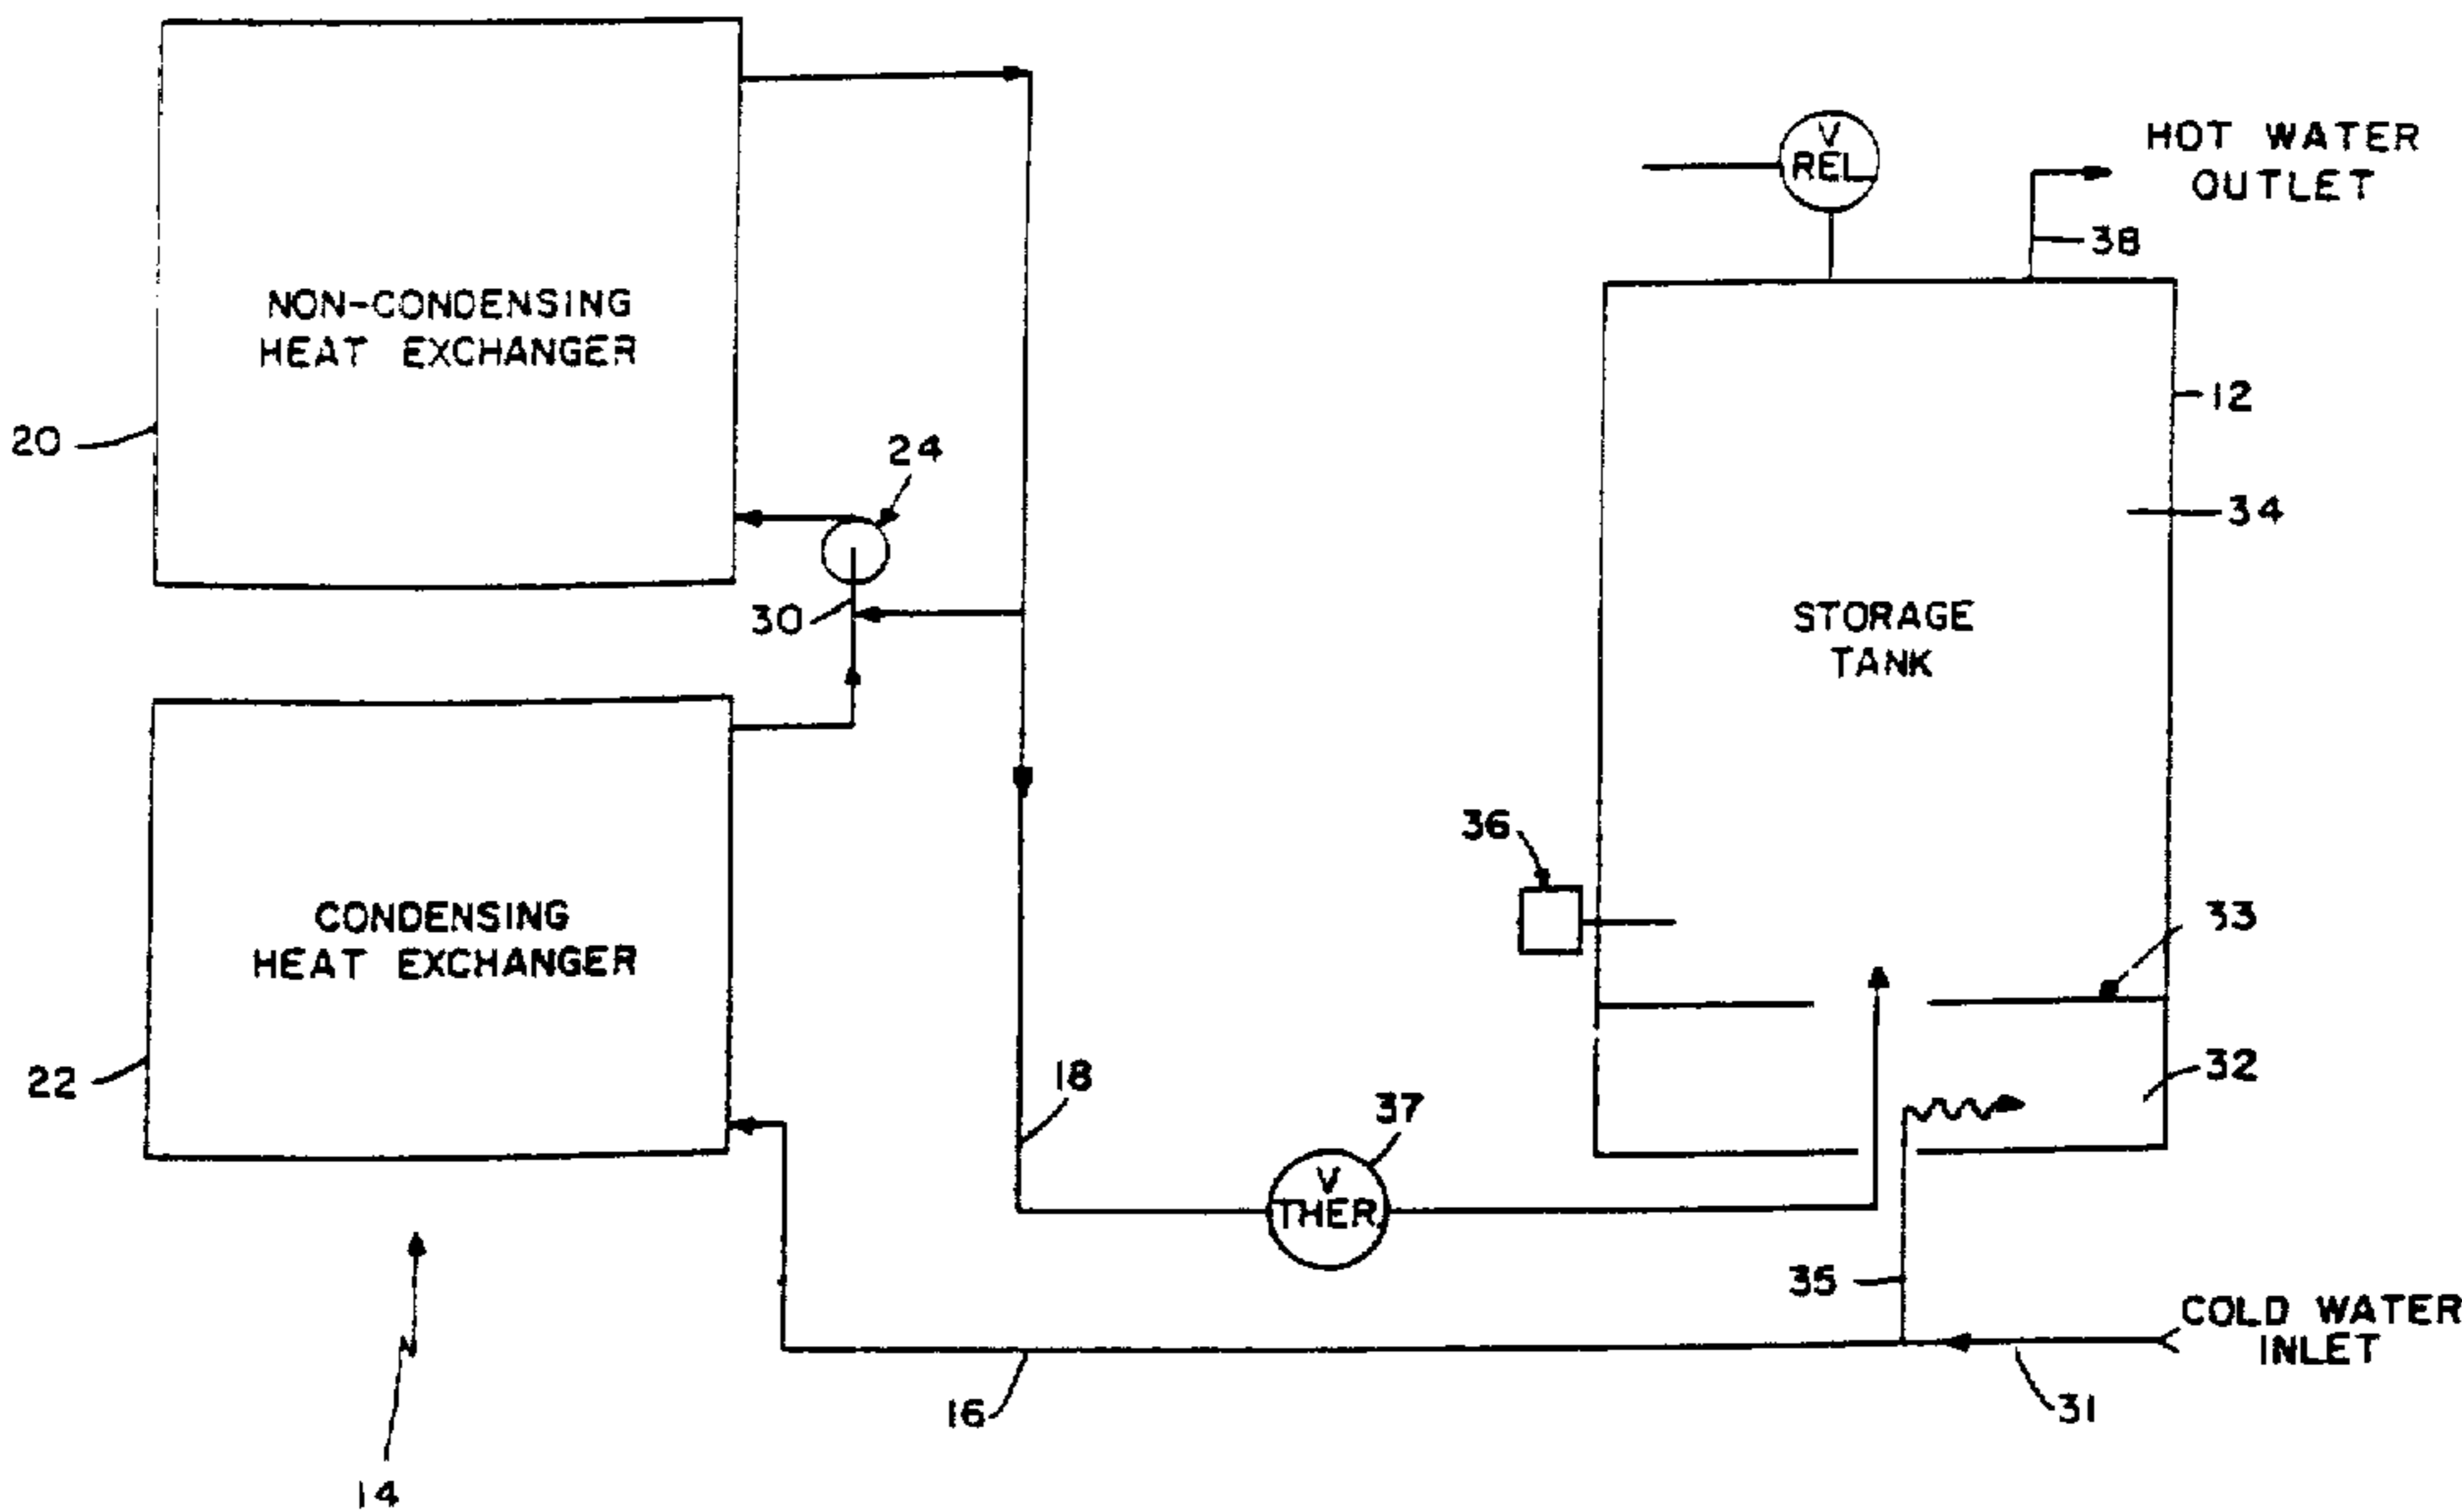 NON-CONDENSING
HEAT EXCHANGER
20
24
30
CONDENSING
HEAT EXCHANGER
22
14
18
16
37
V
THER
V
REL
HOT WATER
OUTLET
38
12
34
STORAGE
TANK
36
33
32
35
COLD WATER
INLET
31